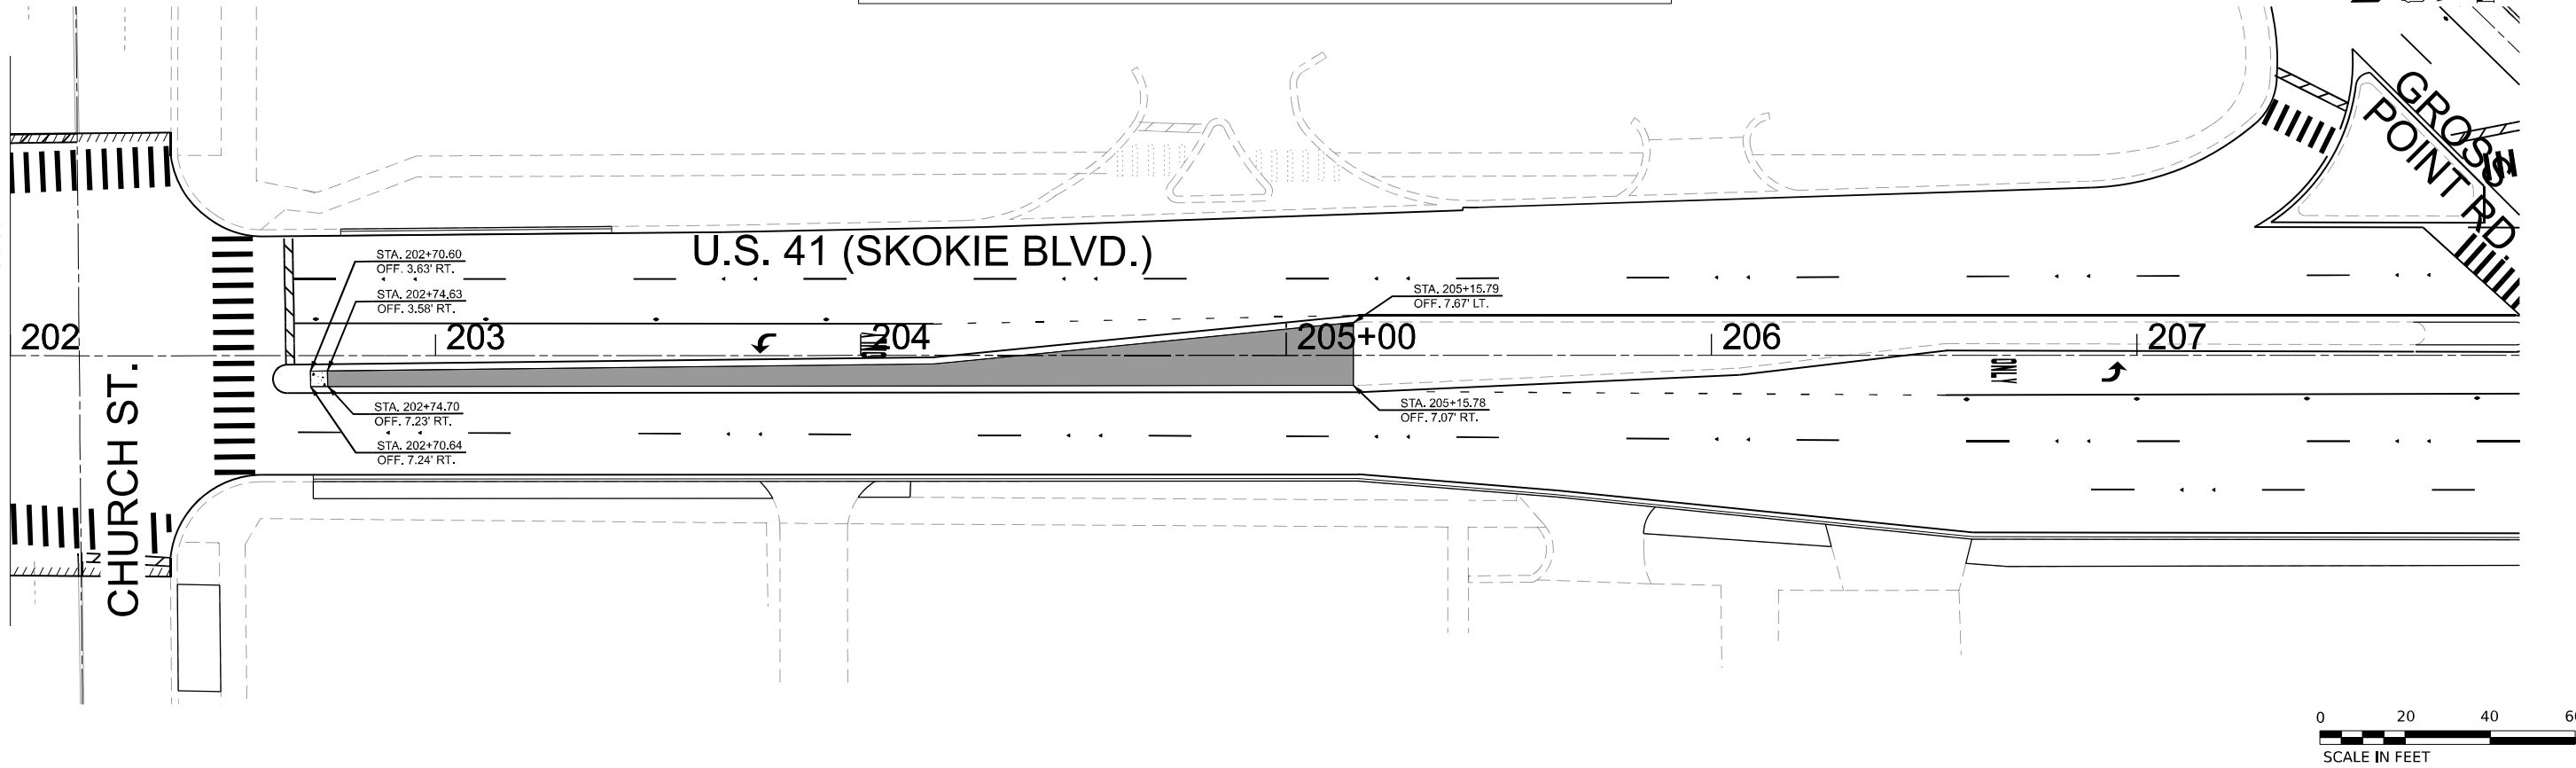 GROSS
POINT RD.
U.S. 41 (SKOKIE BLVD.)
STA. 202+70.60
OFF. 3.63' RT.
STA. 202+74.63
OFF. 3.58' RT.
STA. 205+15.79
OFF. 7.67' LT.
202
203
ONLY
204
205+00
206
207
ONLY
CHURCH ST.
STA. 202+74.70
OFF. 7.23' RT.
STA. 202+70.64
OFF. 7.24' RT.
STA. 205+15.78
OFF. 7.07' RT.
0 20 40
SCALE IN FEET